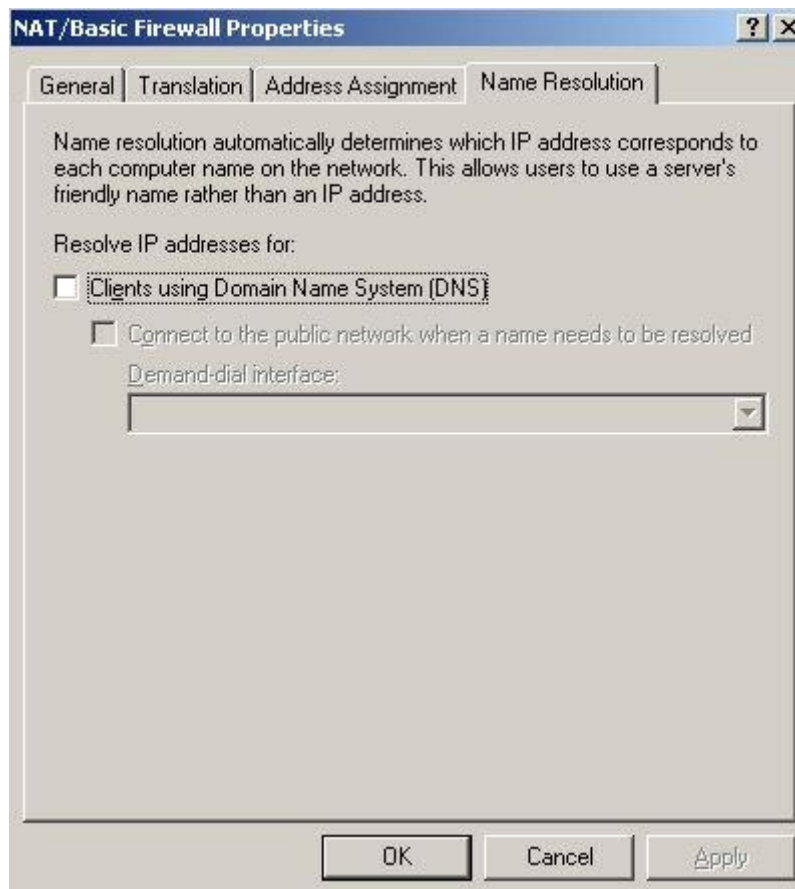 NAT/Basic Firewall Properties
General Translation Address Assignment Name Resolution
Name resolution automatically determines which IP address corresponds to
each computer name on the network. This allows users to use a server's
friendly name rather than an IP address.
Resolve IP addresses for:
Clients using Domain Name System (DNS)
Connect to the public network when a name needs to be resolved
Demand-dial interface:
OK Cancel Apply